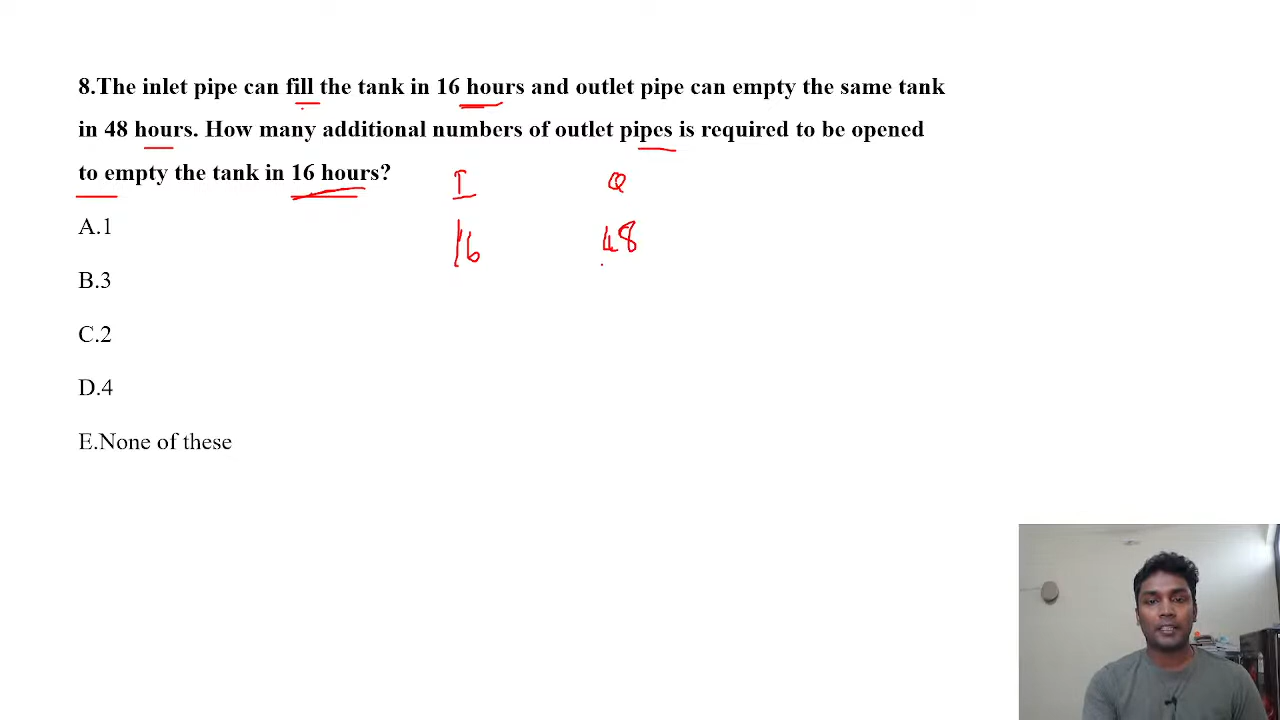 8.The inlet pipe can fill the tank in 16 hours and outlet pipe can empty the same tank
in 48 hours. How many additional numbers of outlet pipes is required to be opened
to empty the tank in 16 hours?
I O
A.1
16 48
B.3
C.2
D.4
E.None of these